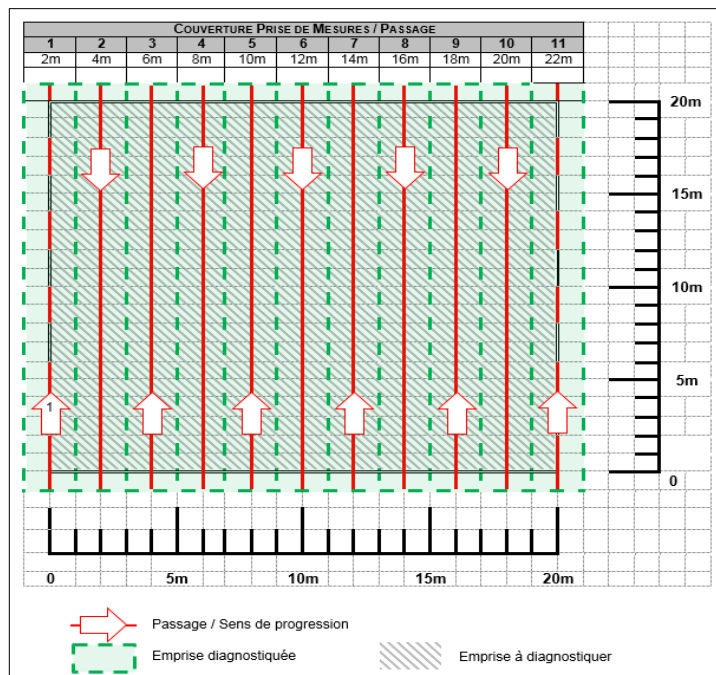 COUVERTURE PRISE DE MESURES / PASSAGE
1 2 3 4 5 6 7 8 9 10 11
2m 4m 6m 8m 10m 12m 14m 16m 18m 20m 22m
20m
15m
10m
5m
1
0
0 5m 10m 15m 20m
Passage / Sens de progression
Emprise diagnostiquée Emprise à diagnostiquer